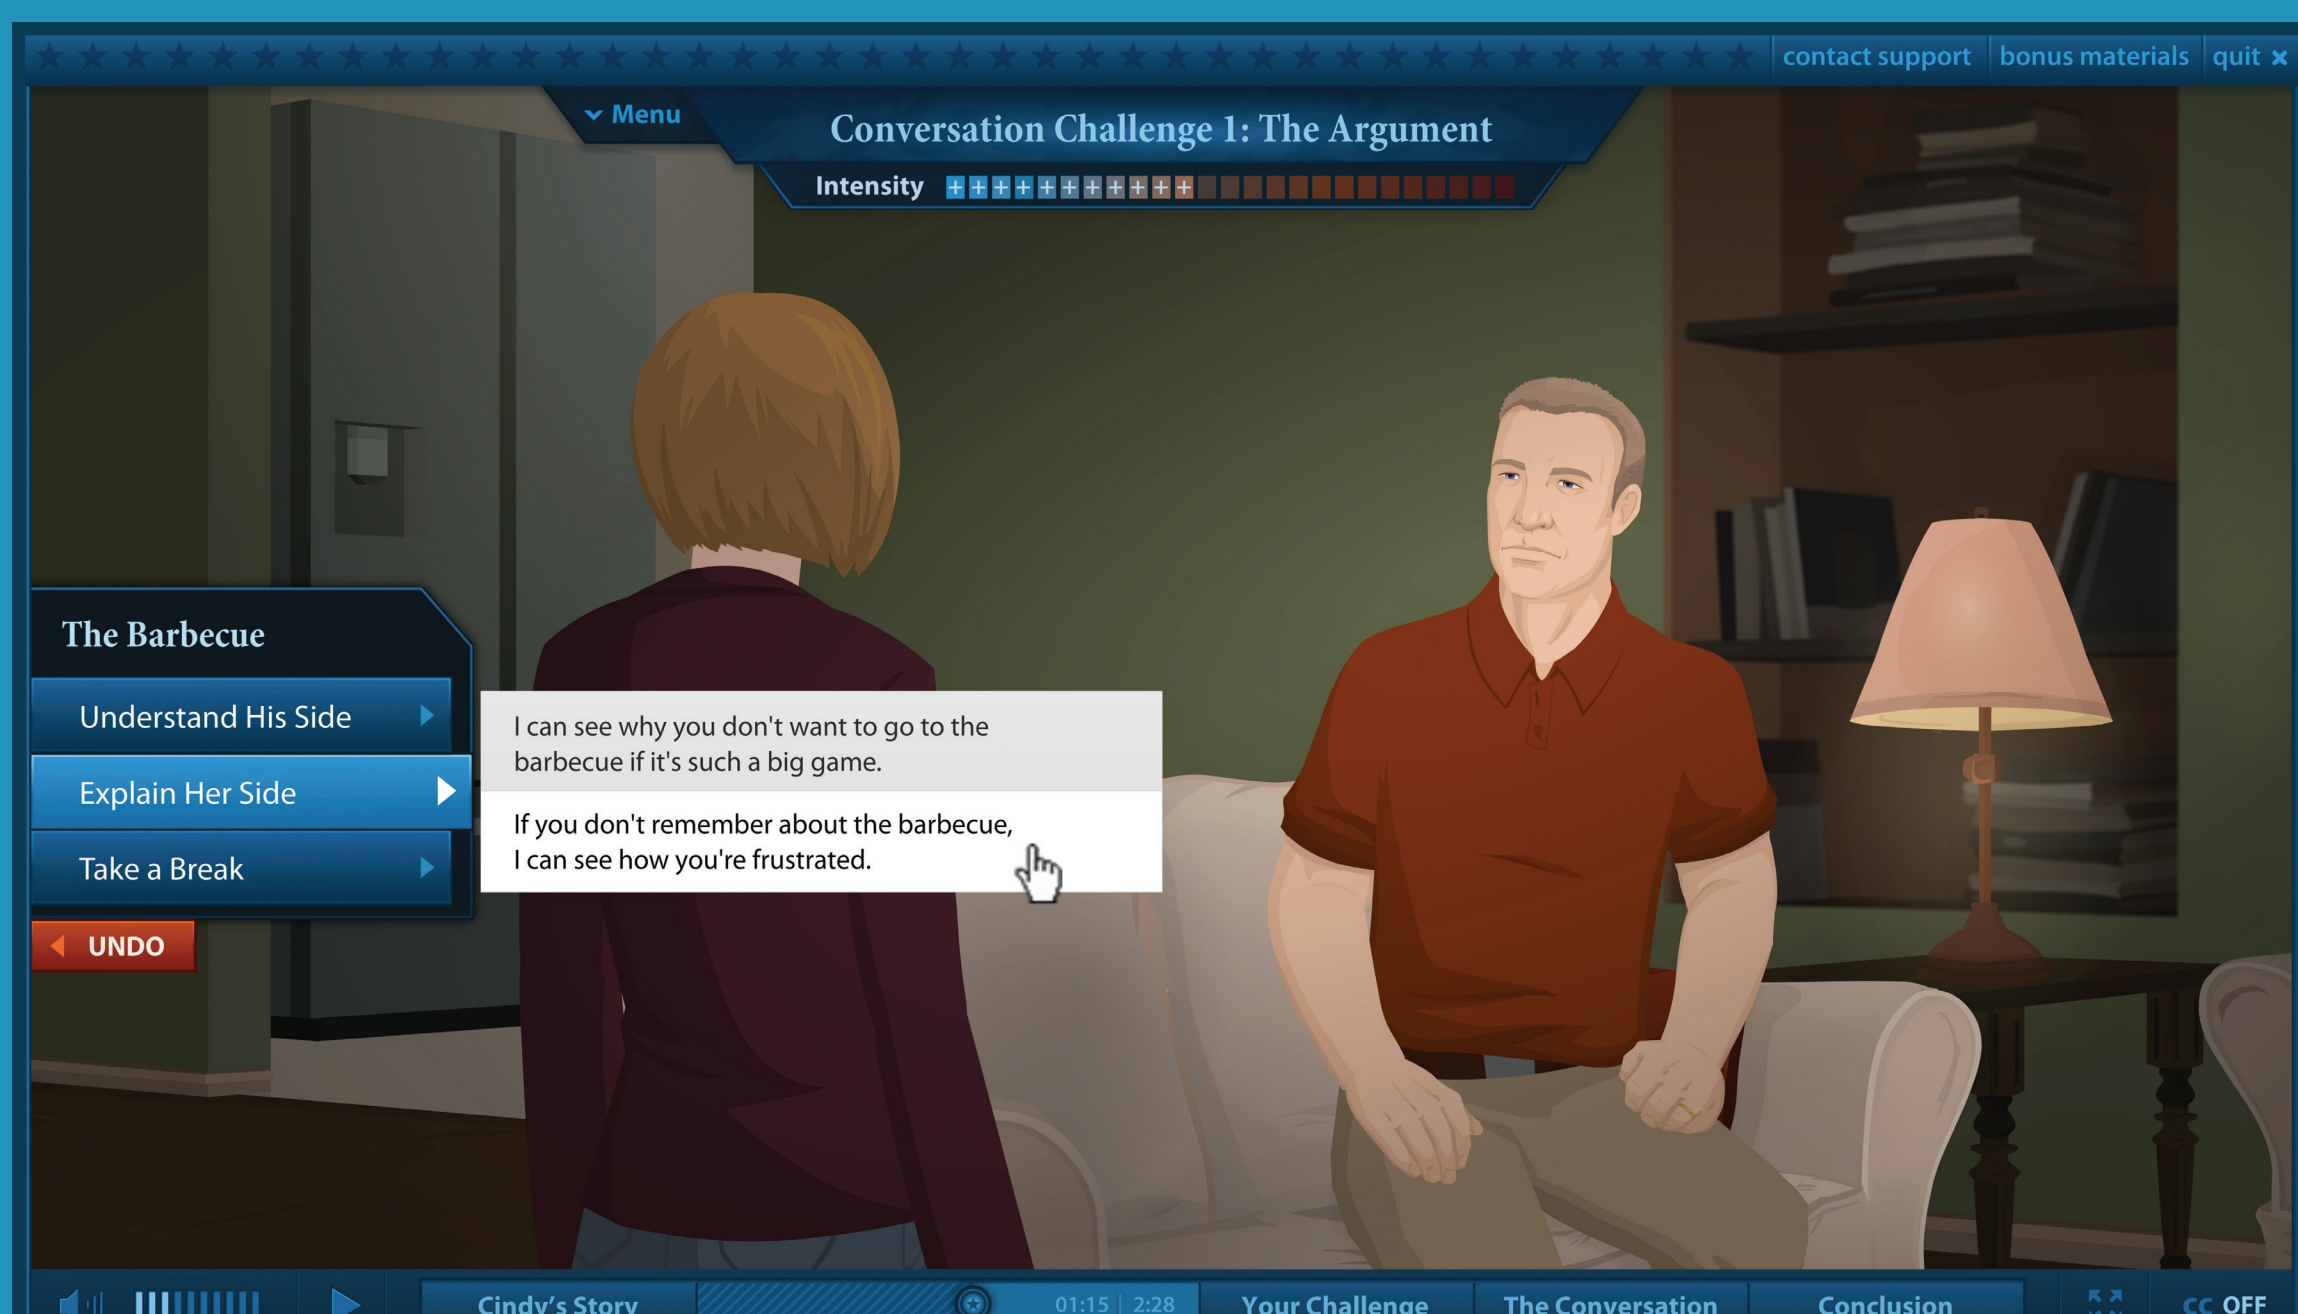 contact support
bonus materials
quit ×
Menu
Conversation Challenge 1: The Argument
Intensity
The Barbecue
Understand His Side
I can see why you don't want to go to the
barbecue if it's such a big game.
Explain Her Side
If you don't remember about the barbecue,
I can see how you're frustrated.
Take a Break
UNDO
Cindy's Story
01:15 | 2:28
Your Challenge
The Conversation
Conclusion
CC OFF